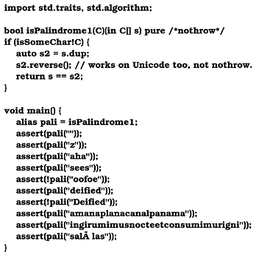 import std.traits, std.algorithm;
bool isPalindrome1(C)(in C[] s) pure /*nothrow*/
if (isSomeChar!C) {
auto s2 = s.dup;
s2.reverse(); // works on Unicode too, not nothrow.
return s == s2;
}
void main() {
alias pali = isPalindrome1;
assert(pali(""));
assert(pali("z"));
assert(pali("aha"));
assert(pali("sees"));
assert(!pali("oofoe"));
assert(pali("deified"));
assert(!pali("Deified"));
assert(pali("amanaplanacanalpanama"));
assert(pali("ingirumimusnocteetconsumimurigni"));
assert(pali("salÃ las"));
}